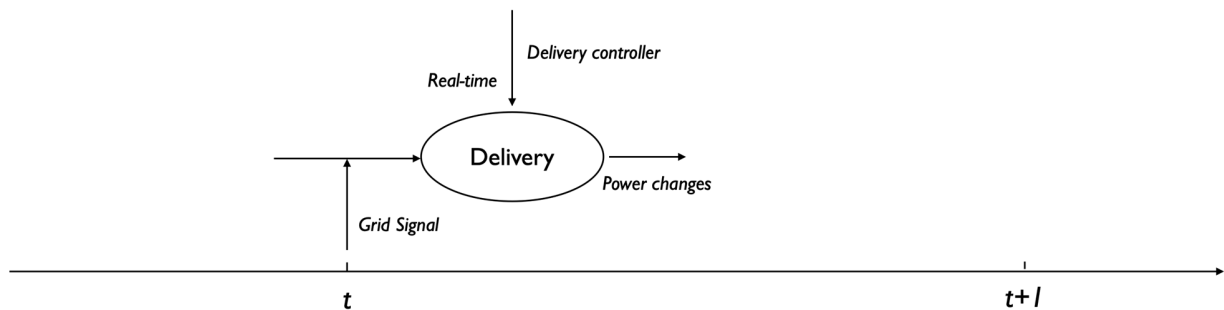 Delivery controller
Real-time
Delivery
Power changes
Grid Signal
t
t+1